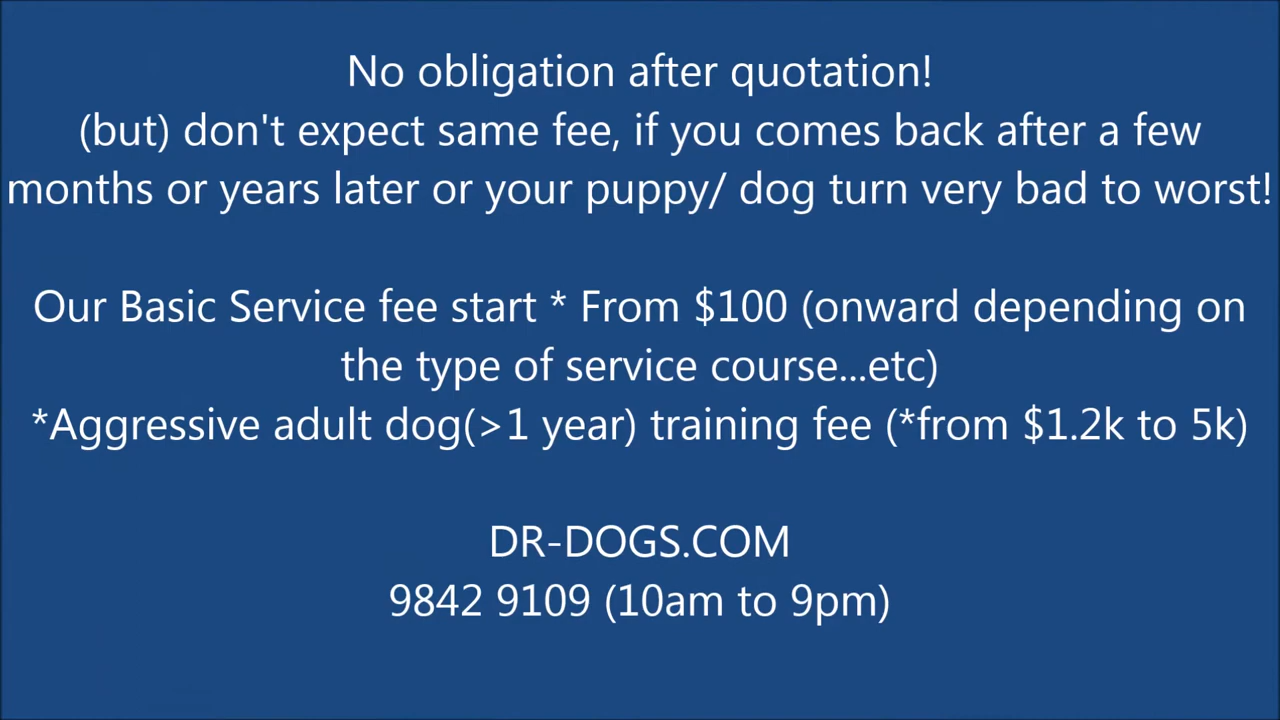 No obligation after quotation!
(but) don't expect same fee, if you comes back after a few
months or years later or your puppy/ dog turn very bad to worst!
Our Basic Service fee start * From $100 (onward depending on
the type of service course...etc)
*Aggressive adult dog(>1 year) training fee (*from $1.2k to 5k)
DR-DOGS.COM
9842 9109 (10am to 9pm)